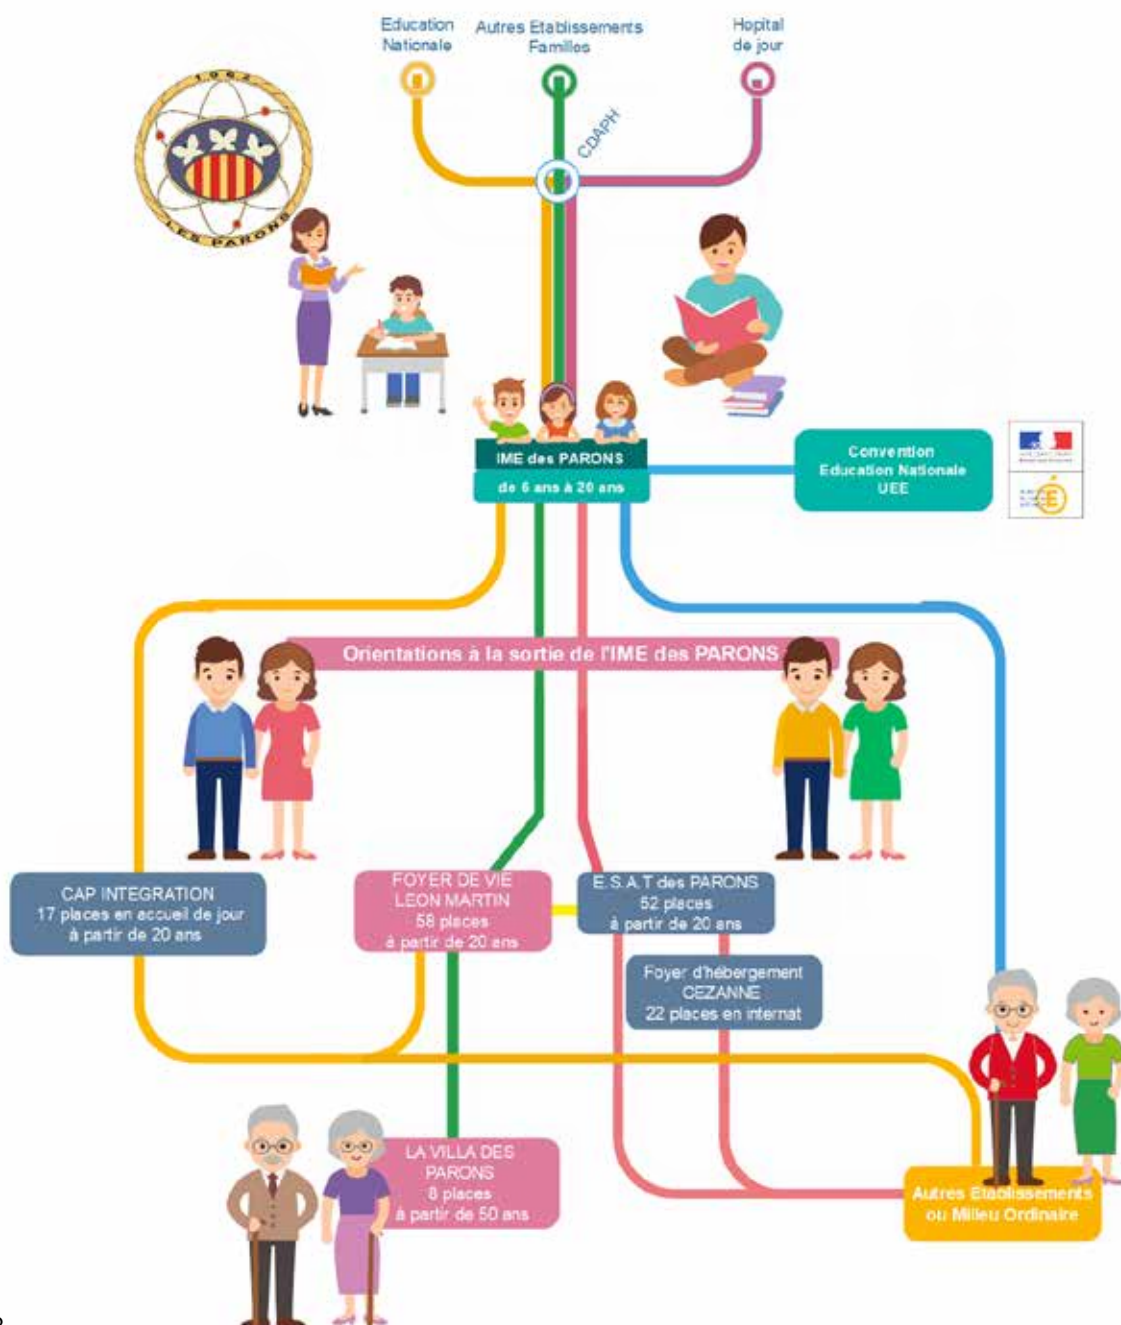 Education
Nationale
Autres Etablissements
Familles
Hopital
de jour
CDAPH
1962
LES PARONS
IME des PARONS
de 6 ans à 20 ans
Convention
Education Nationale
UEE
Orientations à la sortie de l'IME des PARONS
CAP INTEGRATION
17 places en accueil de jour
à partir de 20 ans
FOYER DE VIE
LEON MARTIN
58 places
à partir de 20 ans
E.S.A.T des PARONS
52 places
à partir de 20 ans
Foyer d'hébergement
CEZANNE
22 places en internat
LA VILLA DES
PARONS
8 places
à partir de 50 ans
Autres Etablissements
ou Milieu Ordinaire